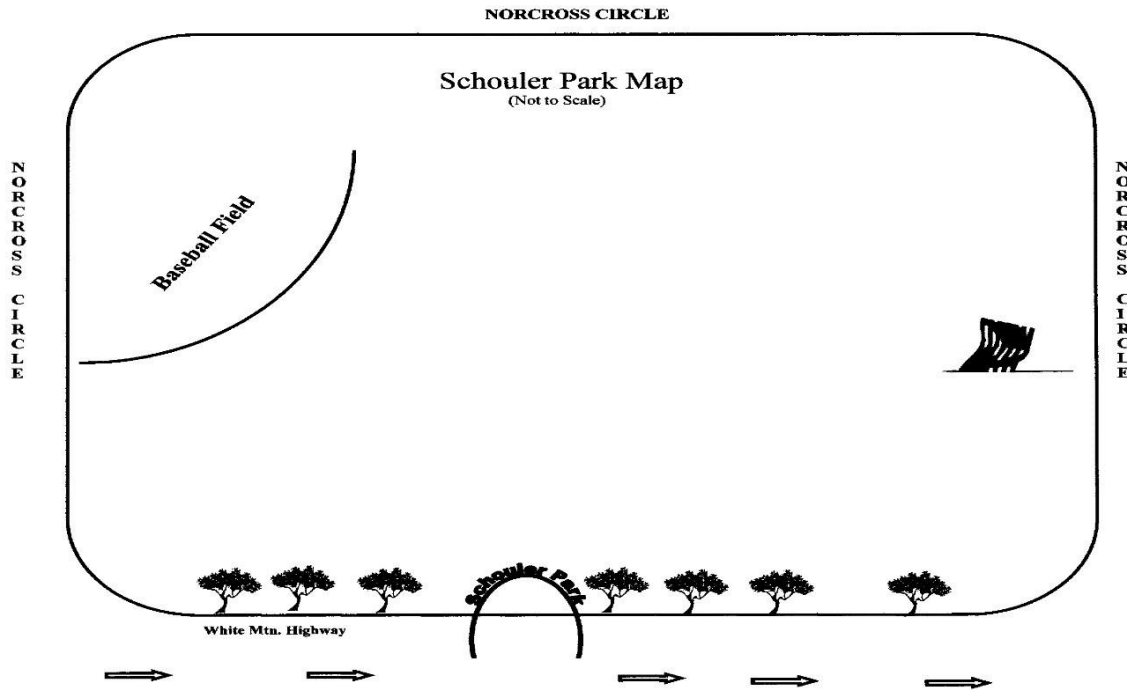 NORCROSS CIRCLE
Schouler Park Map
(Not to Scale)
NORCROSS CIRCLE
Baseball Field
NORCROSS CIRCLE
Schouler Park
White Mtn. Highway